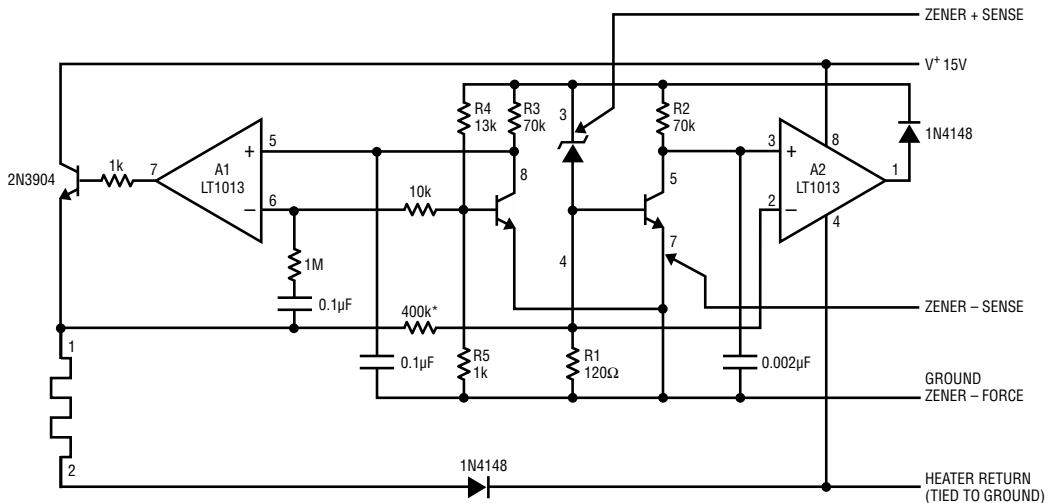 ZENER + SENSE
V+ 15V
R4
13k
R3
70k
3
R2
70k
1N4148
8
1k
7
A1
LT1013
+
–
5
6
2N3904
10k
8
5
3
2
+
–
A2
LT1013
1
4
7
4
1M
0.1µF
400k*
ZENER – SENSE
1
0.1µF
R5
1k
R1
120Ω
0.002µF
GROUND
ZENER – FORCE
2
1N4148
HEATER RETURN
(TIED TO GROUND)